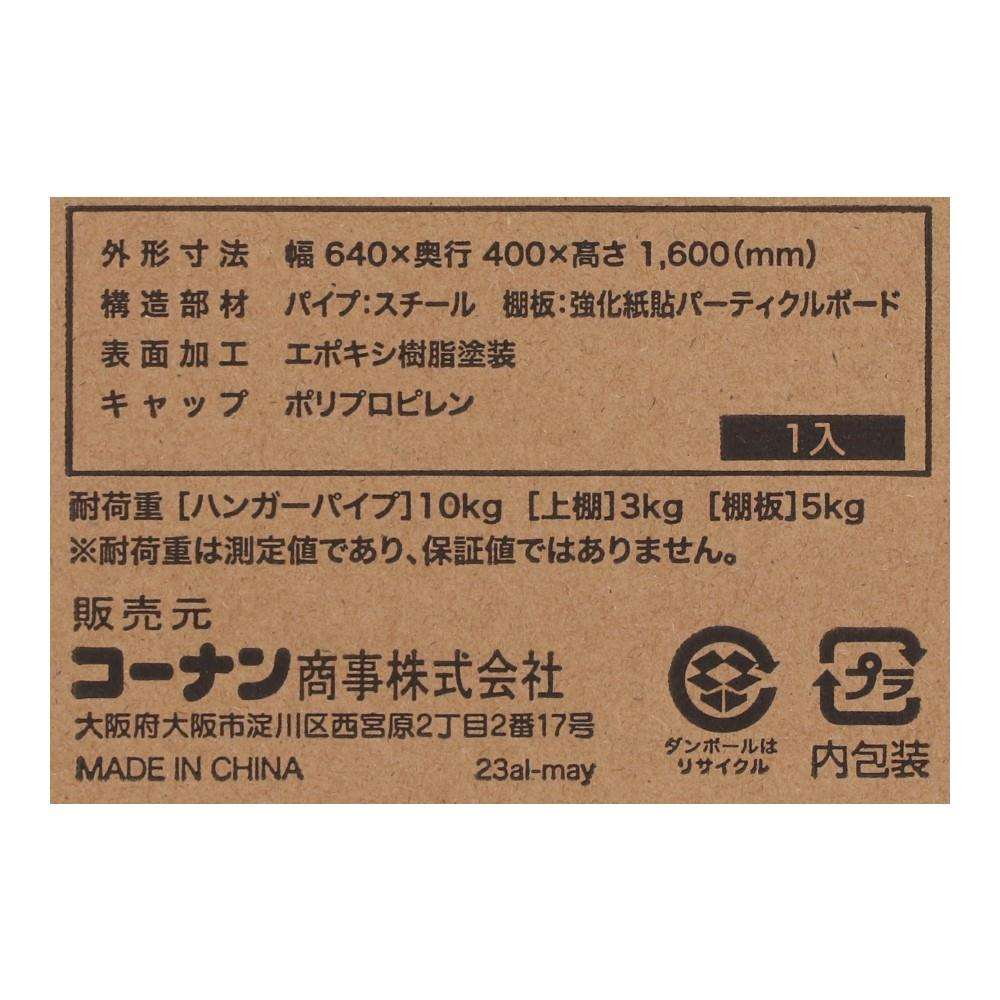 外形寸法 幅 640×奥行 400×高さ 1,600(mm)
構造部材 パイプ:スチール 棚板:強化紙貼パーティクルボード
表面加工 エポキシ樹脂塗装
キャップ ポリプロピレン
1入
耐荷重 [ハンガーパイプ]10kg [上棚]3kg [棚板]5kg
※耐荷重は測定値であり、保証値ではありません。
販売元
コーナン商事株式会社
大阪府大阪市淀川区西宮原2丁目2番17号
MADE IN CHINA 23al-may
ダンボールは
リサイクル
プラ
内包装